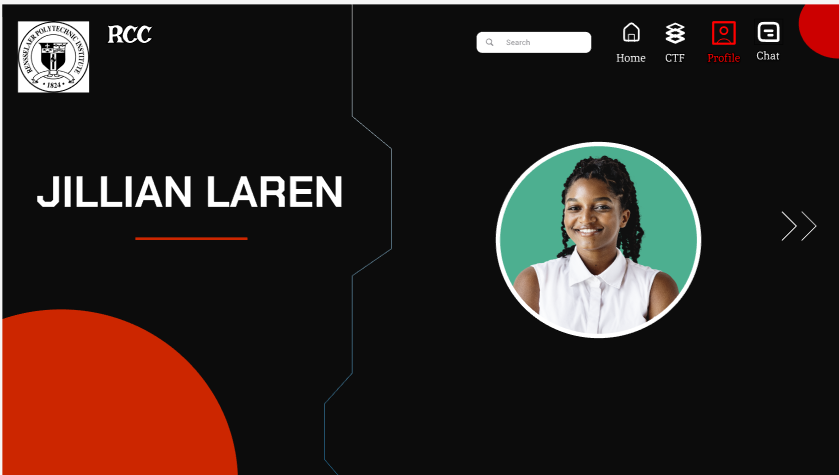 RENSSELAER POLYTECHNIC INSTITUTE
• 1824 •
RCC
Search
Home
CTF
Profile
Chat
JILLIAN LAREN